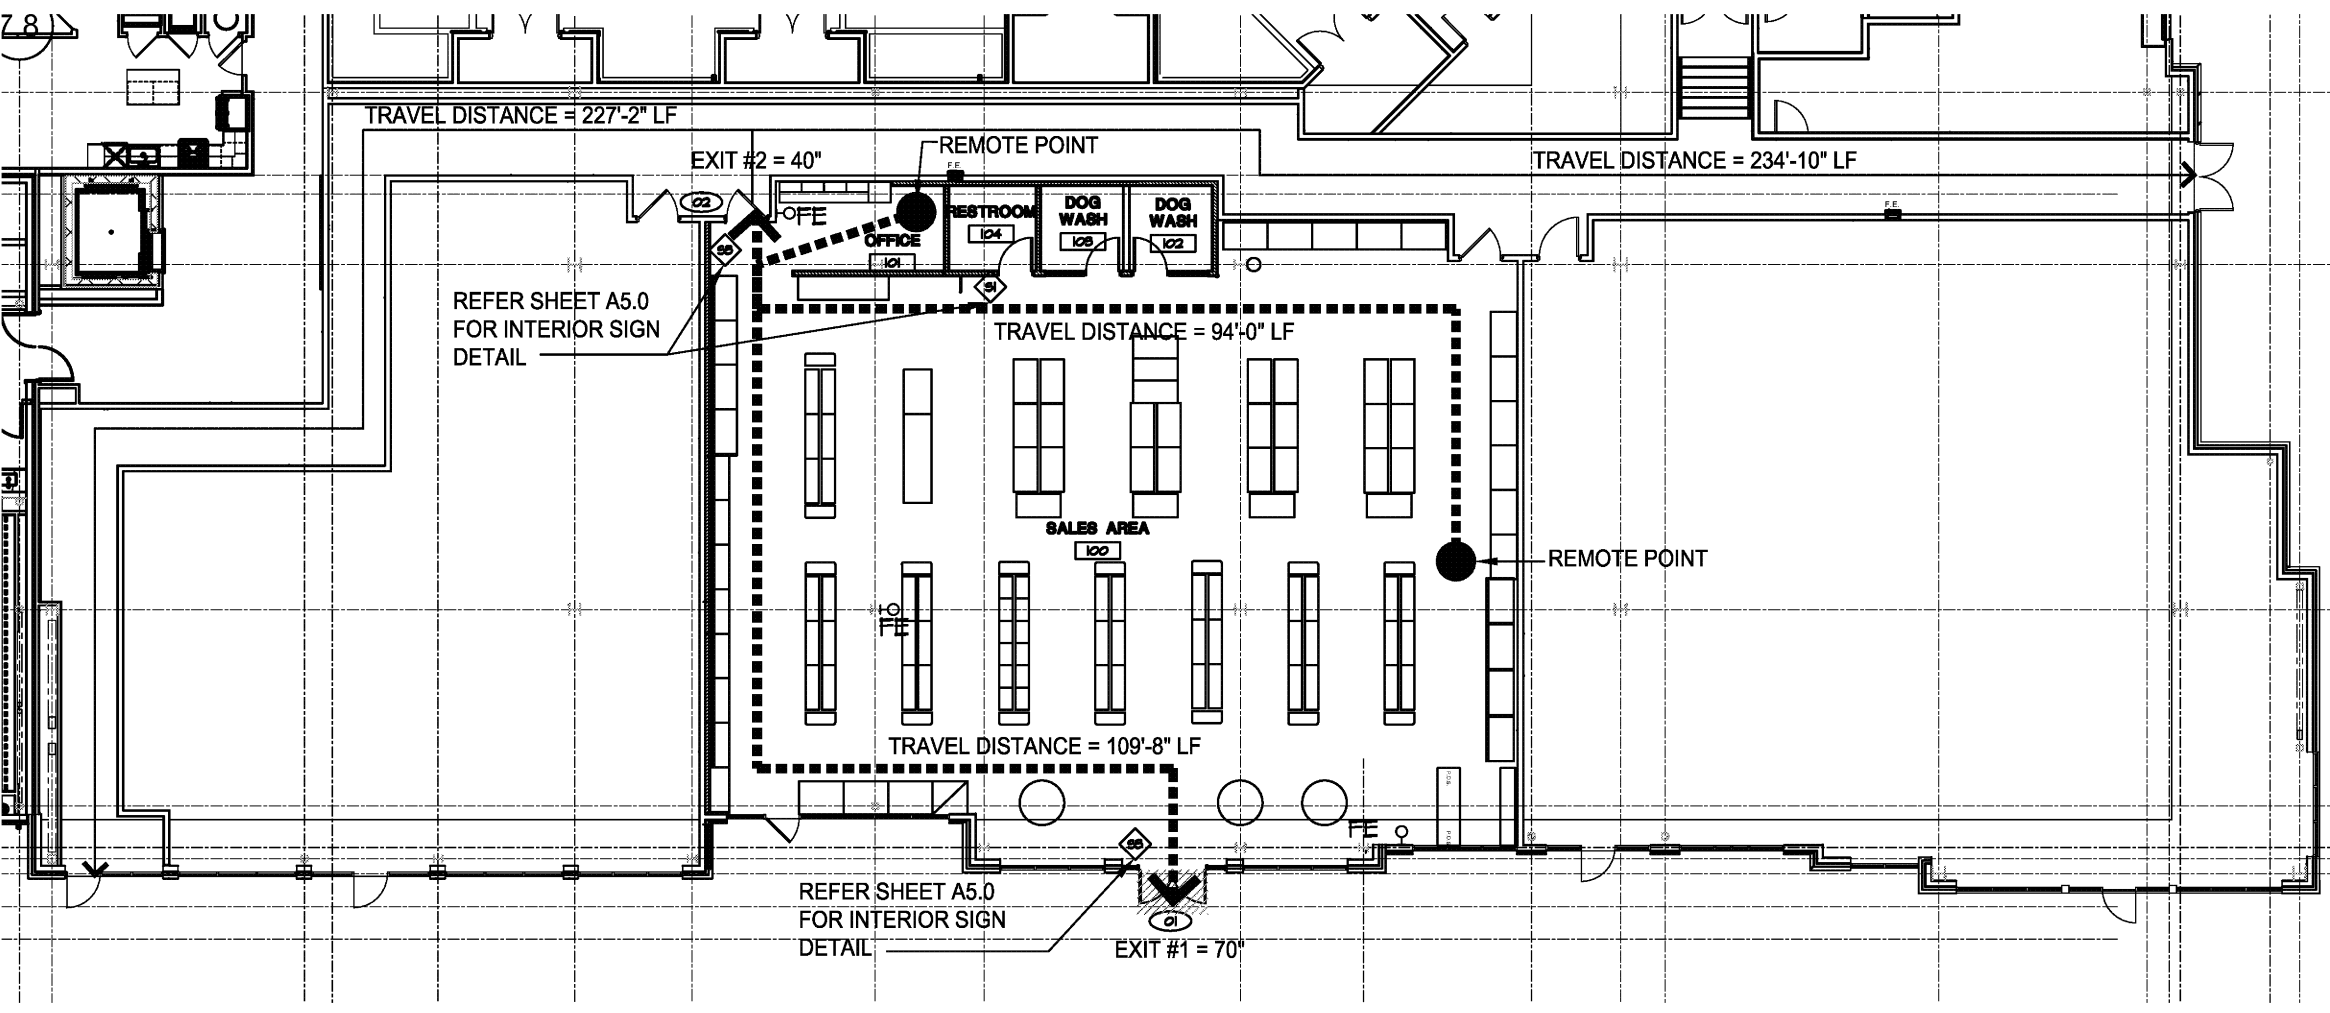 78
TRAVEL DISTANCE = 227'-2" LF
REMOTE POINT
EXIT #2 = 40"
F.E.
TRAVEL DISTANCE = 234'-10" LF
02
FE
RESTROOM
104
DOG
WASH
103
DOG
WASH
102
F.E.
OFFICE
101
S1
REFER SHEET A5.0
FOR INTERIOR SIGN
DETAIL
TRAVEL DISTANCE = 94'-0" LF
SALES AREA
100
REMOTE POINT
FE
TRAVEL DISTANCE = 109'-8" LF
P.O.S.
P.O.S.
FE
REFER SHEET A5.0
FOR INTERIOR SIGN
DETAIL
01
EXIT #1 = 70"